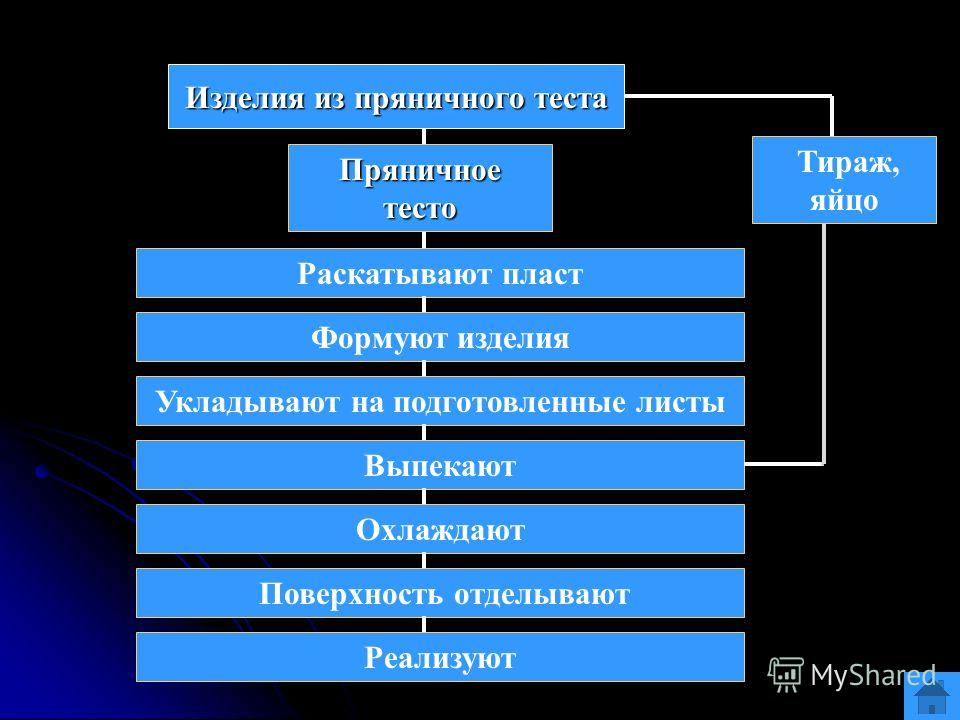 Изделия из пряничного теста
Пряничное
тесто
Тираж,
яйцо
Раскатывают пласт
Формуют изделия
Укладывают на подготовленные листы
Выпекают
Охлаждают
Поверхность отделывают
Реализуют
MyShared